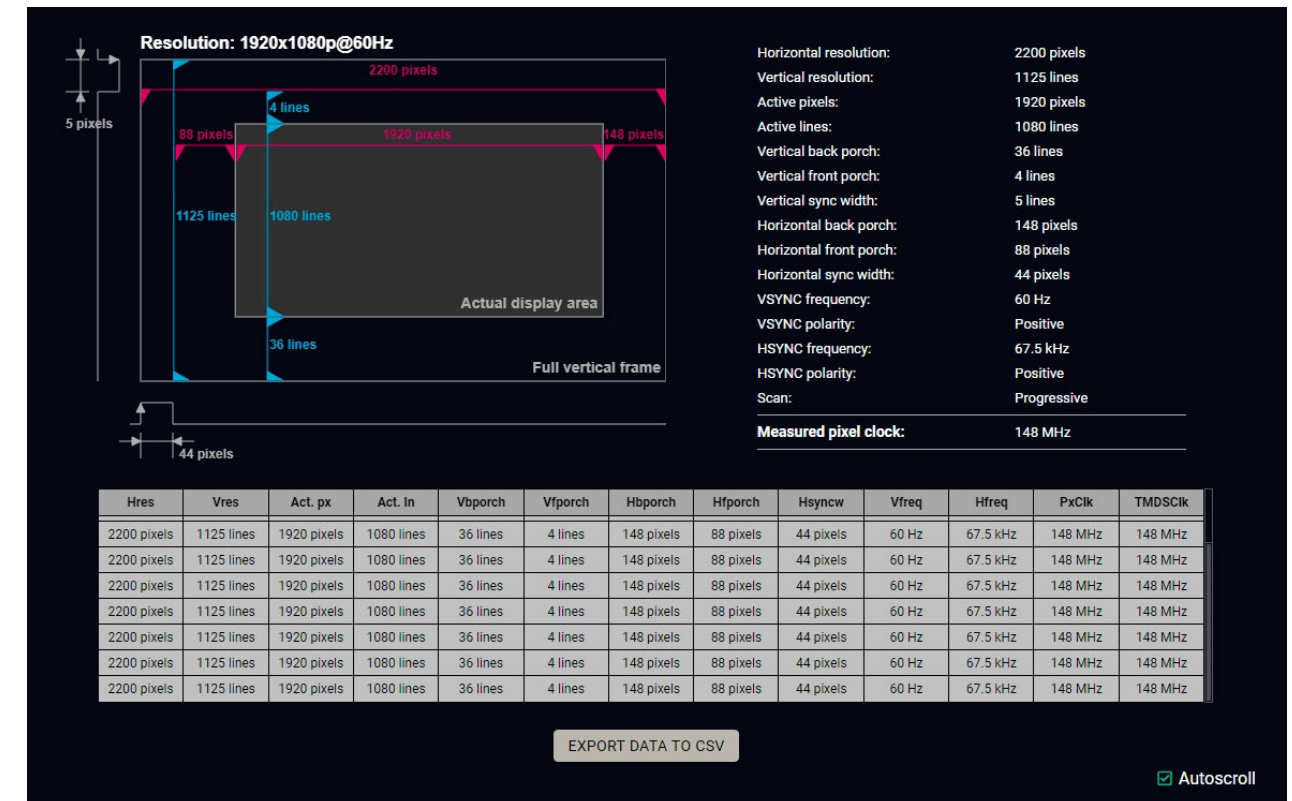 Resolution: 1920x1080p@60Hz
2200 pixels
4 lines
5 pixels
88 pixels 1920 pixels 148 pixels
1125 lines 1080 lines
Actual display area
36 lines
Full vertical frame
44 pixels
Horizontal resolution: 2200 pixels
Vertical resolution: 1125 lines
Active pixels: 1920 pixels
Active lines: 1080 lines
Vertical back porch: 36 lines
Vertical front porch: 4 lines
Vertical sync width: 5 lines
Horizontal back porch: 148 pixels
Horizontal front porch: 88 pixels
Horizontal sync width: 44 pixels
VSYNC frequency: 60 Hz
VSYNC polarity: Positive
HSYNC frequency: 67.5 kHz
HSYNC polarity: Positive
Scan: Progressive
Measured pixel clock: 148 MHz
Hres Vres Act. px Act. ln Vbporch Vfporch Hbporch Hfporch Hsyncw Vfreq Hfreq PxClk TMDSClk
2200 pixels 1125 lines 1920 pixels 1080 lines 36 lines 4 lines 148 pixels 88 pixels 44 pixels 60 Hz 67.5 kHz 148 MHz 148 MHz
2200 pixels 1125 lines 1920 pixels 1080 lines 36 lines 4 lines 148 pixels 88 pixels 44 pixels 60 Hz 67.5 kHz 148 MHz 148 MHz
2200 pixels 1125 lines 1920 pixels 1080 lines 36 lines 4 lines 148 pixels 88 pixels 44 pixels 60 Hz 67.5 kHz 148 MHz 148 MHz
2200 pixels 1125 lines 1920 pixels 1080 lines 36 lines 4 lines 148 pixels 88 pixels 44 pixels 60 Hz 67.5 kHz 148 MHz 148 MHz
2200 pixels 1125 lines 1920 pixels 1080 lines 36 lines 4 lines 148 pixels 88 pixels 44 pixels 60 Hz 67.5 kHz 148 MHz 148 MHz
2200 pixels 1125 lines 1920 pixels 1080 lines 36 lines 4 lines 148 pixels 88 pixels 44 pixels 60 Hz 67.5 kHz 148 MHz 148 MHz
2200 pixels 1125 lines 1920 pixels 1080 lines 36 lines 4 lines 148 pixels 88 pixels 44 pixels 60 Hz 67.5 kHz 148 MHz 148 MHz
EXPORT DATA TO CSV
Autoscroll